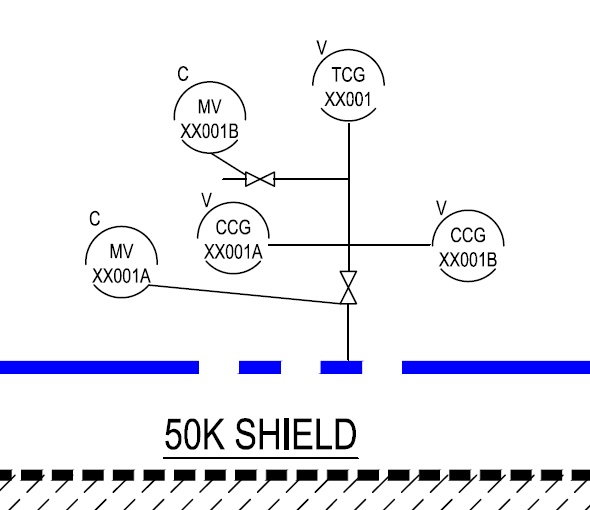 V
TCG
XX001
C
MV
XX001B
V
CCG
XX001A
V
CCG
XX001B
C
MV
XX001A
50K SHIELD